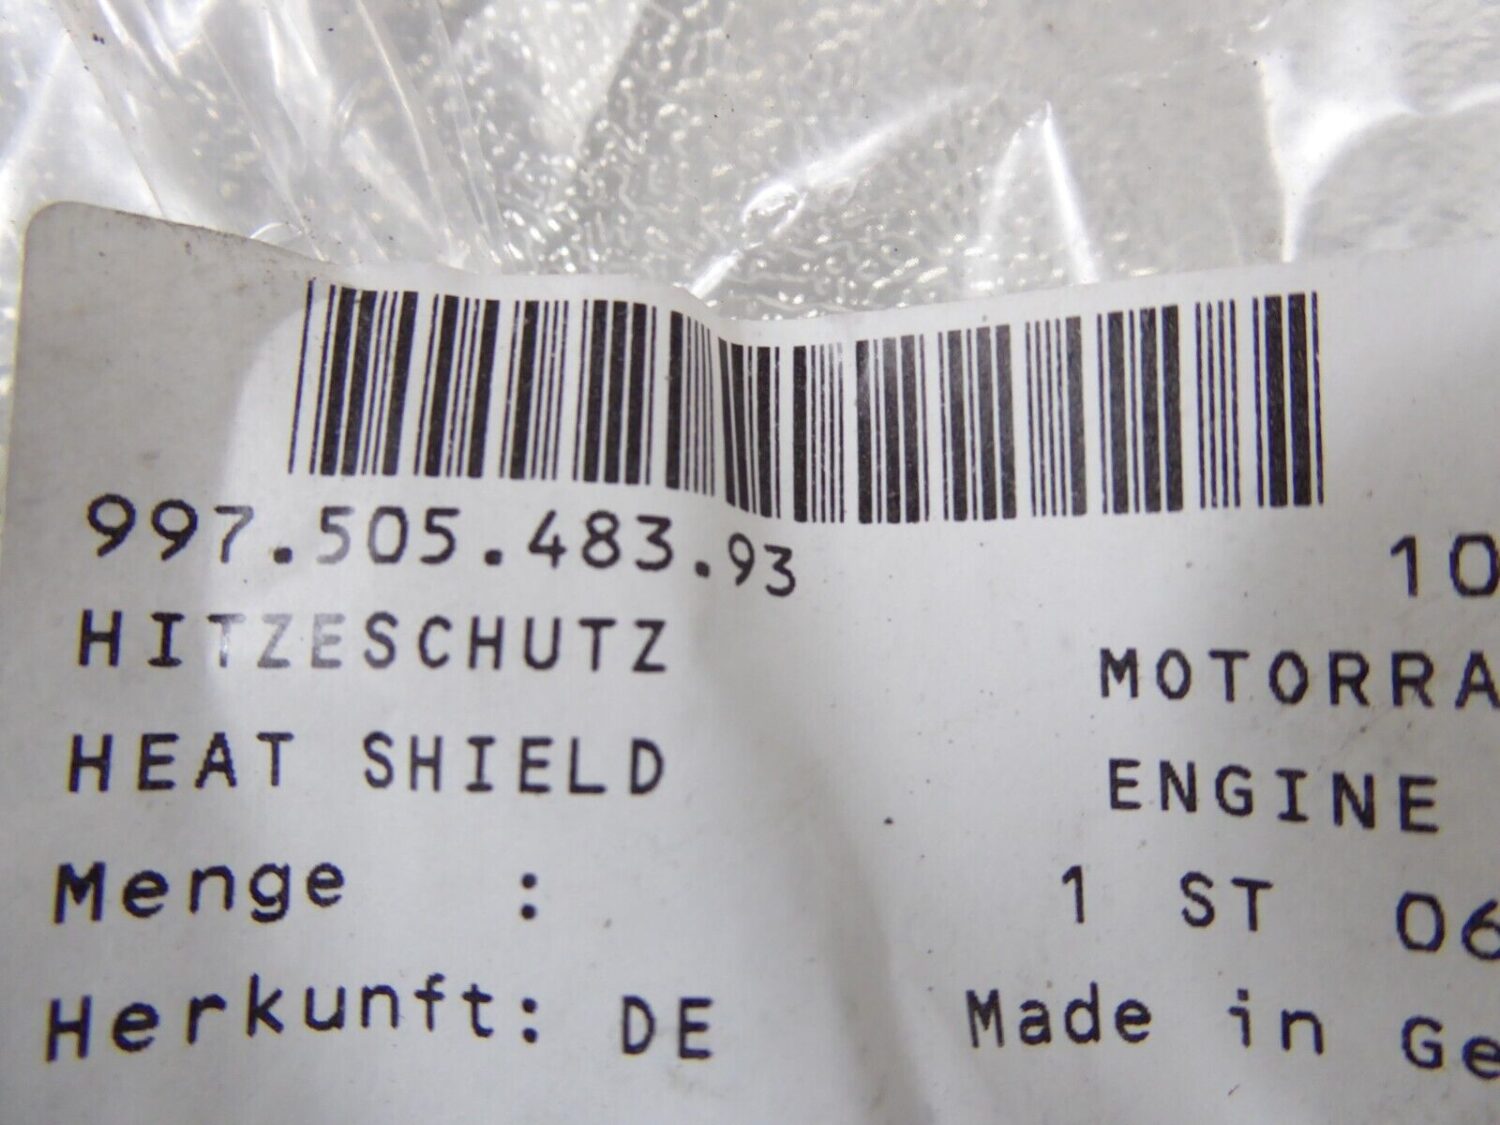 997.505.483.93 10
HITZESCHUTZ MOTORRA
HEAT SHIELD ENGINE
Menge : 1 ST 06
Herkunft: DE Made in Ge